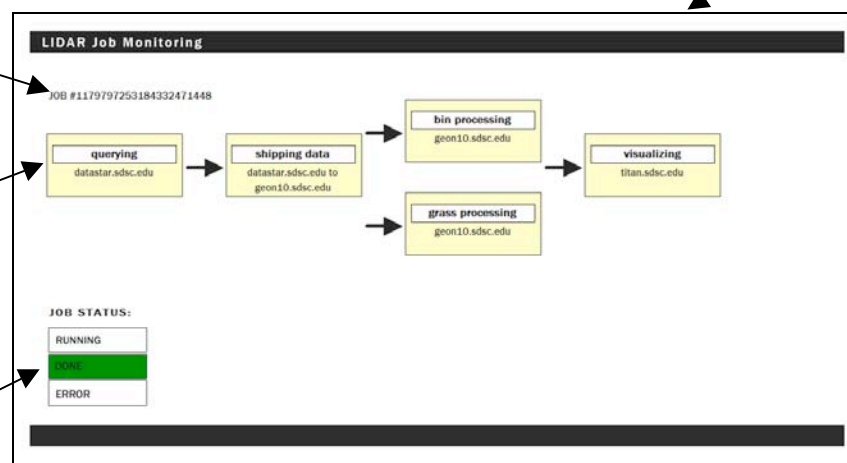 LIDAR Job Monitoring
JOB #1179797253184332471448
querying
datastar.sdsc.edu
shipping data
datastar.sdsc.edu to
geon10.sdsc.edu
bin processing
geon10.sdsc.edu
grass processing
geon10.sdsc.edu
visualizing
titan.sdsc.edu
JOB STATUS:
RUNNING
DONE
ERROR